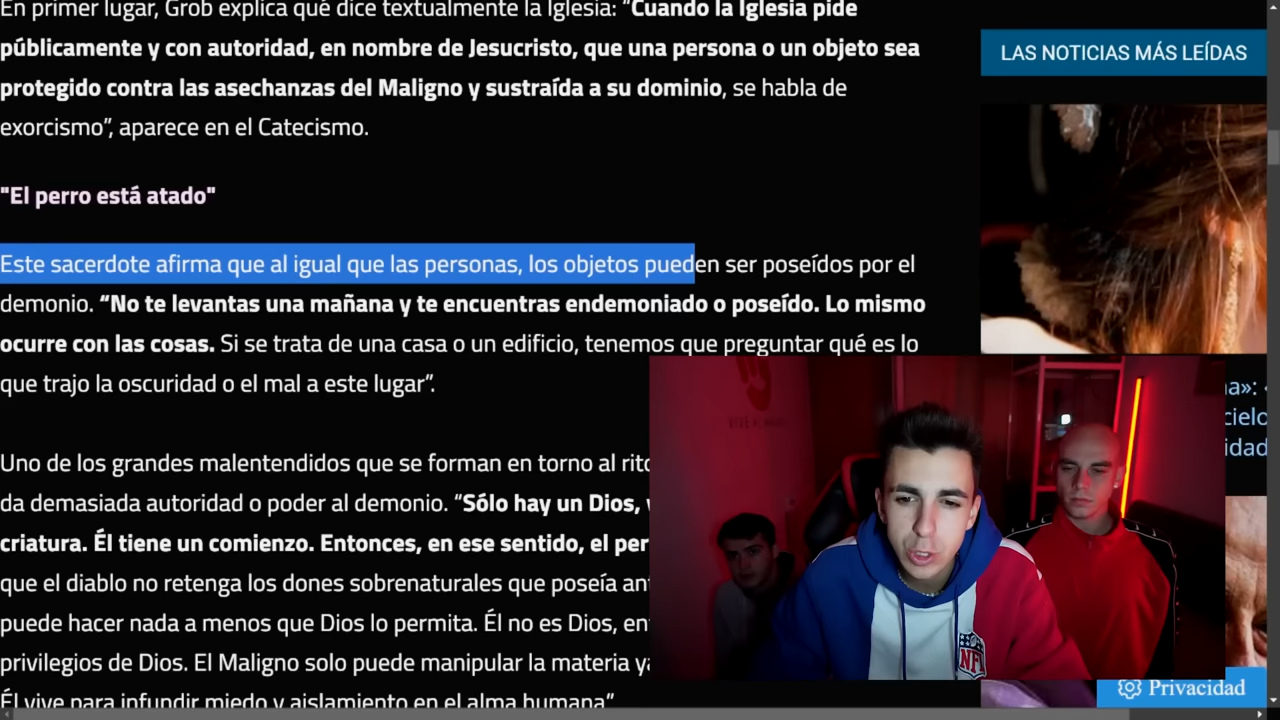 En primer lugar, Grob explica qué dice textualmente la Iglesia: “Cuando la Iglesia pide
públicamente y con autoridad, en nombre de Jesucristo, que una persona o un objeto sea
protegido contra las asechanzas del Maligno y sustraída a su dominio, se habla de
exorcismo”, aparece en el Catecismo.
"El perro está atado"
Este sacerdote afirma que al igual que las personas, los objetos pueden ser poseídos por el
demonio. “No te levantas una mañana y te encuentras endemoniado o poseído. Lo mismo
ocurre con las cosas. Si se trata de una casa o un edificio, tenemos que preguntar qué es lo
que trajo la oscuridad o el mal a este lugar”.
Uno de los grandes malentendidos que se forman en torno al
da demasiada autoridad o poder al demonio. “Sólo hay un Dios,
criatura. Él tiene un comienzo. Entonces, en ese sentido, el
que el diablo no retenga los dones sobrenaturales que poseía
puede hacer nada a menos que Dios lo permita. Él no es Dios,
privilegios de Dios. El Maligno solo puede manipular la materia
Él vive para infundir miedo y aislamiento en el alma humana”
LAS NOTICIAS MÁS LEÍDAS
Privacidad
NFL